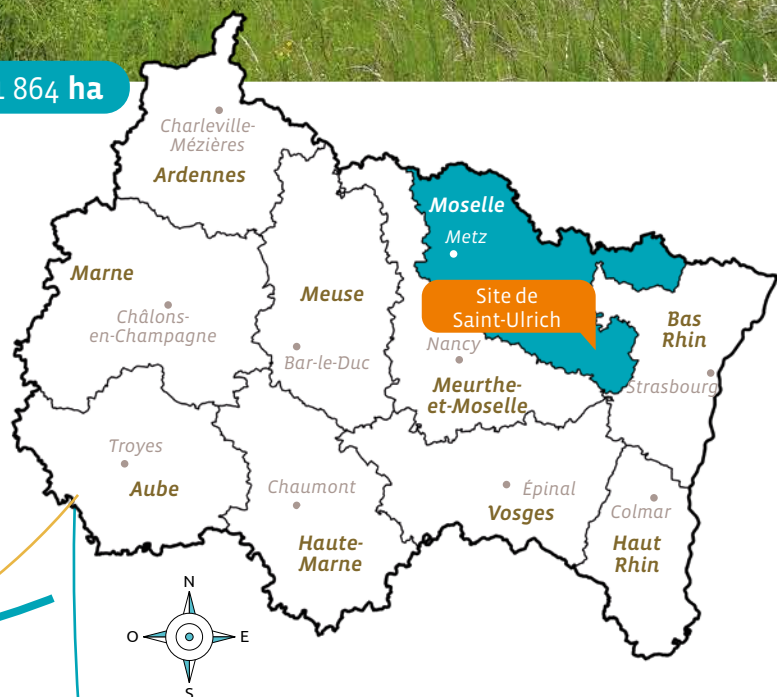 864 ha
Charleville-
Mézières
Ardennes
Moselle
Metz
Marne
Meuse
Site de
Saint-Ulrich
Châlons-
en-Champagne
Bas
Rhin
Nancy
Bar-le-Duc
Meurthe-
et-Moselle
Strasbourg
Troyes
Aube
Chaumont
Épinal
Vosges
Colmar
Haute-
Marne
Haut
Rhin
N
O
E
S